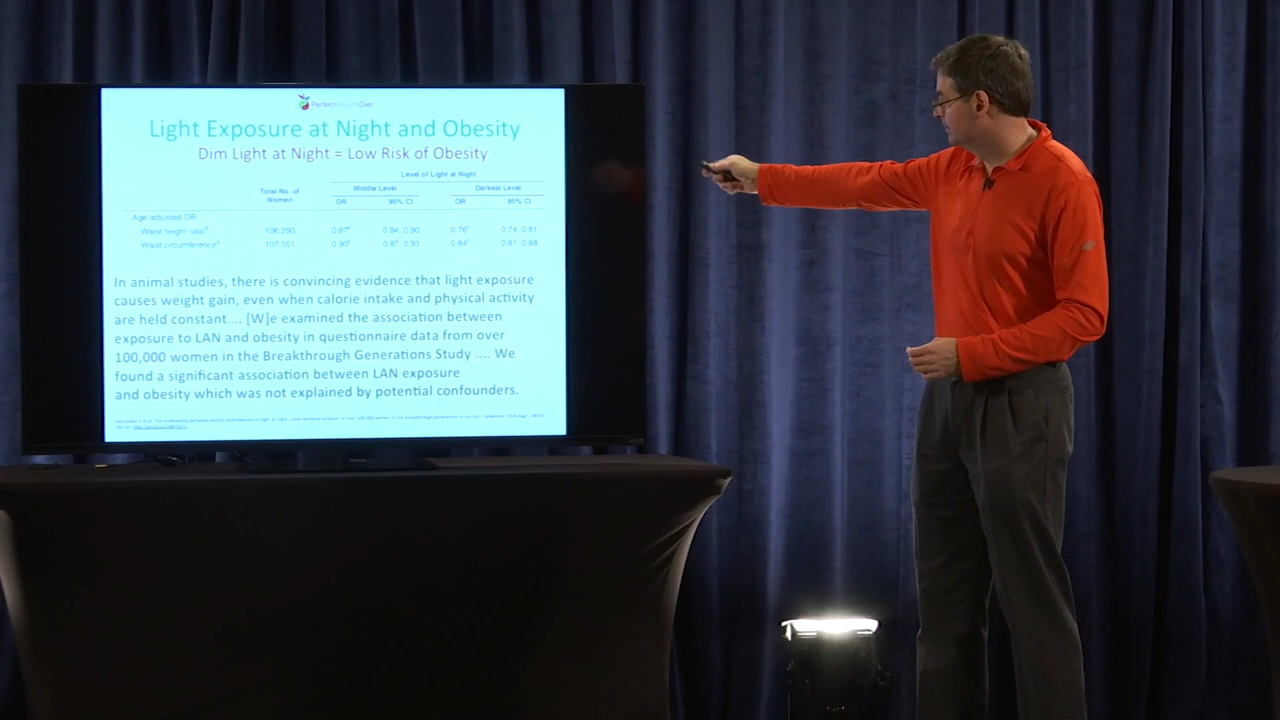 PerfectHealthDiet
Light Exposure at Night and Obesity
Dim Light at Night = Low Risk of Obesity
Level of Light at Night
Total No. of Women
Middle Level
Darkest Level
OR 95% CI OR 95% CI
Age-adjusted OR
Waist height ratio b 106,290 0.87 0.84, 0.90 0.76 0.74, 0.81
Waist circumference 107,351 0.90 0.87, 0.93 0.84 0.81, 0.88
In animal studies, there is convincing evidence that light exposure
causes weight gain, even when calorie intake and physical activity
are held constant.... [W]e examined the association between
exposure to LAN and obesity in questionnaire data from over
100,000 women in the Breakthrough Generations Study .... We
found a significant association between LAN exposure
and obesity which was not explained by potential confounders.